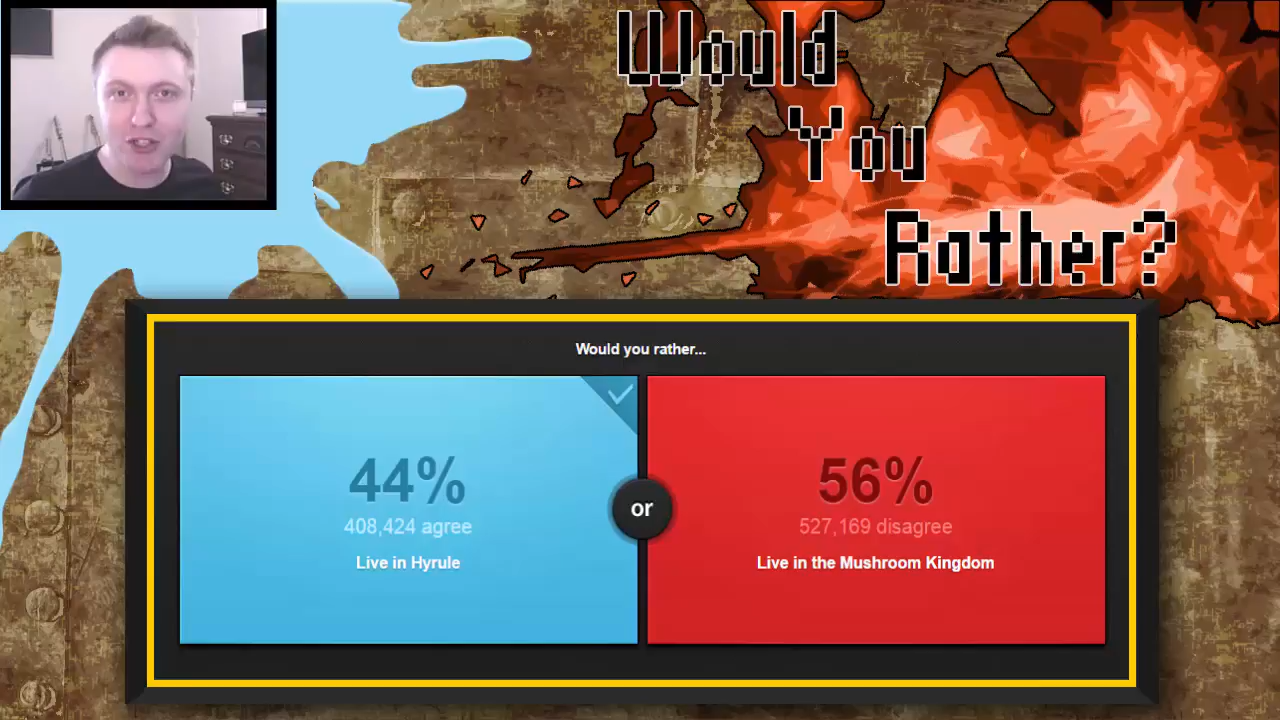 Would
You
Rather?
Would you rather...
44%
408,424 agree
Live in Hyrule
or
56%
527,169 disagree
Live in the Mushroom Kingdom